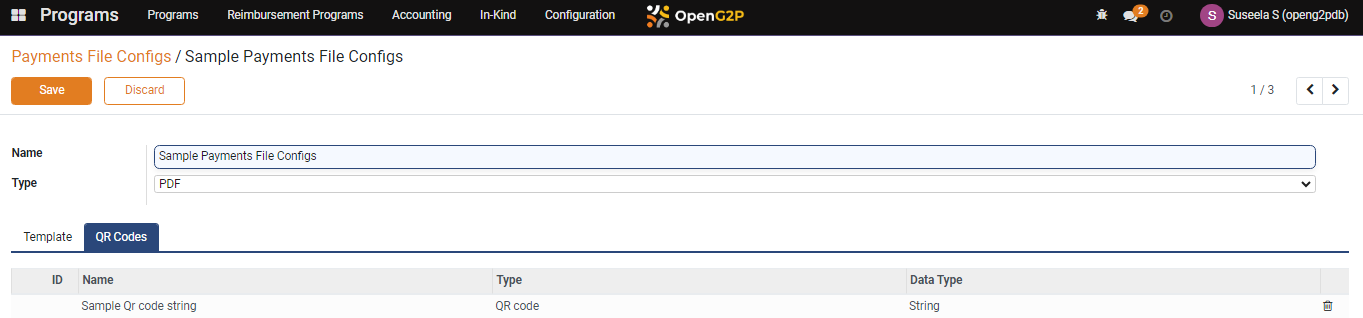 Programs Programs Reimbursement Programs Accounting In-Kind Configuration OpenG2P 2 S Suseela S (openg2pdb)
Payments File Configs / Sample Payments File Configs
Save Discard 1 / 3
Name Sample Payments File Configs
Type PDF
Template QR Codes
ID Name Type Data Type
Sample Qr code string QR code String